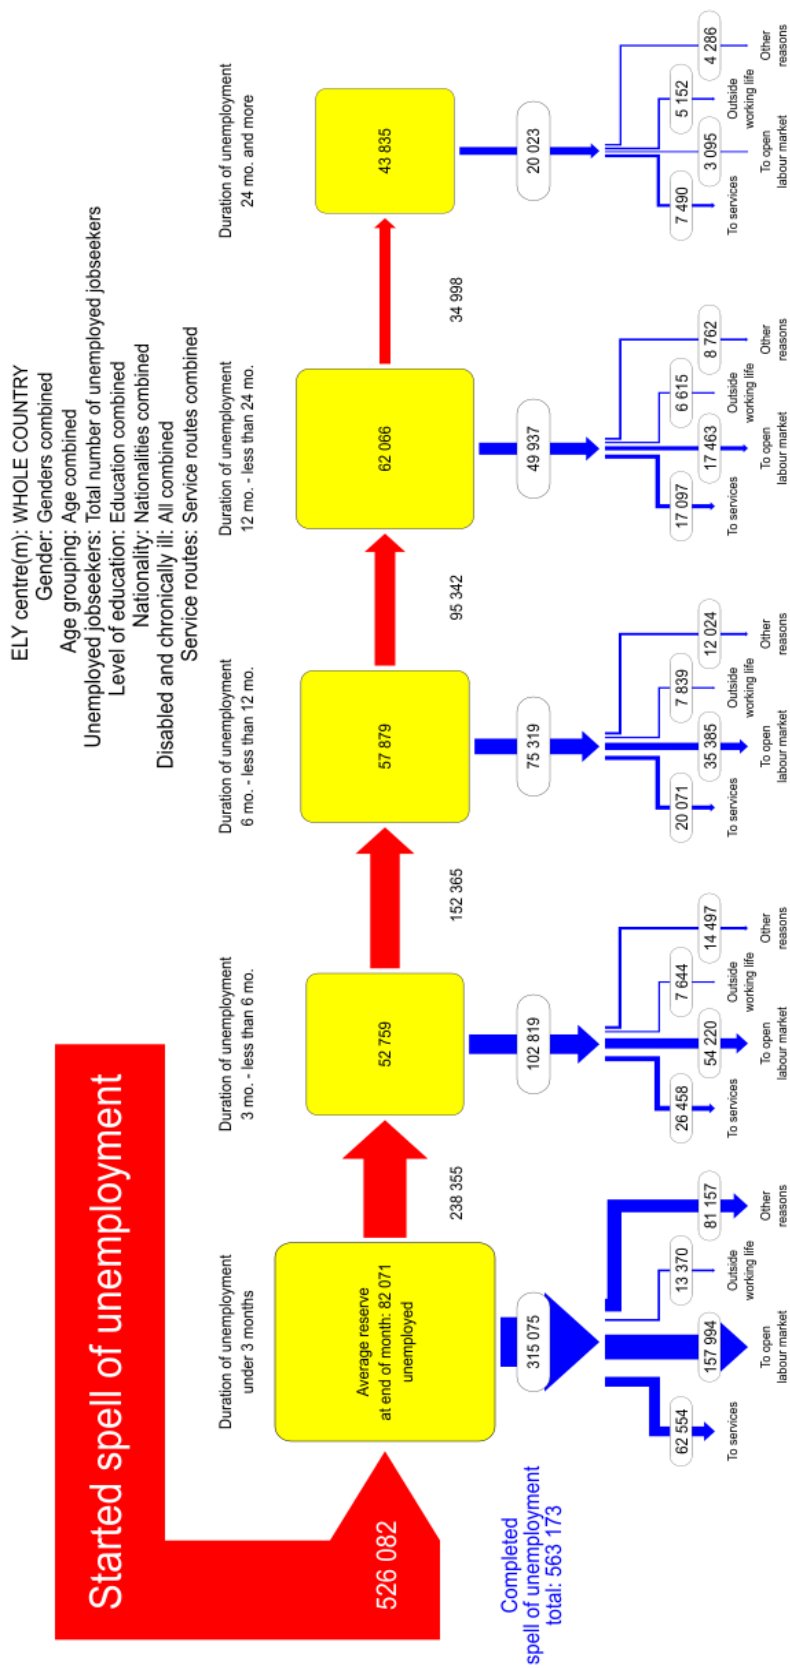 ELY centre(m): WHOLE COUNTRY
Gender: Genders combined
Age grouping: Age combined
Unemployed jobseekers: Total number of unemployed jobseekers
Level of education: Education combined
Nationality: Nationalities combined
Disabled and chronically ill: All combined
Service routes: Service routes combined
Started spell of unemployment
526 082
Duration of unemployment
under 3 months
Average reserve
at end of month: 82 071
unemployed
238 355
Duration of unemployment
3 mo. - less than 6 mo.
52 759
152 365
Duration of unemployment
6 mo. - less than 12 mo.
57 879
95 342
Duration of unemployment
12 mo. - less than 24 mo.
62 066
34 998
Duration of unemployment
24 mo. and more
43 835
Completed
spell of unemployment
total: 563 173
315 075
62 554
To services
157 994
To open
labour market
13 370
Outside
working life
81 157
Other
reasons
102 819
26 458
To services
54 220
To open
labour market
7 644
Outside
working life
14 497
Other
reasons
75 319
20 071
To services
35 385
To open
labour market
7 839
Outside
working life
12 024
Other
reasons
49 937
17 097
To services
17 463
To open
labour market
6 615
Outside
working life
8 762
Other
reasons
20 023
7 490
To services
3 095
To open
labour market
5 152
Outside
working life
4 286
Other
reasons